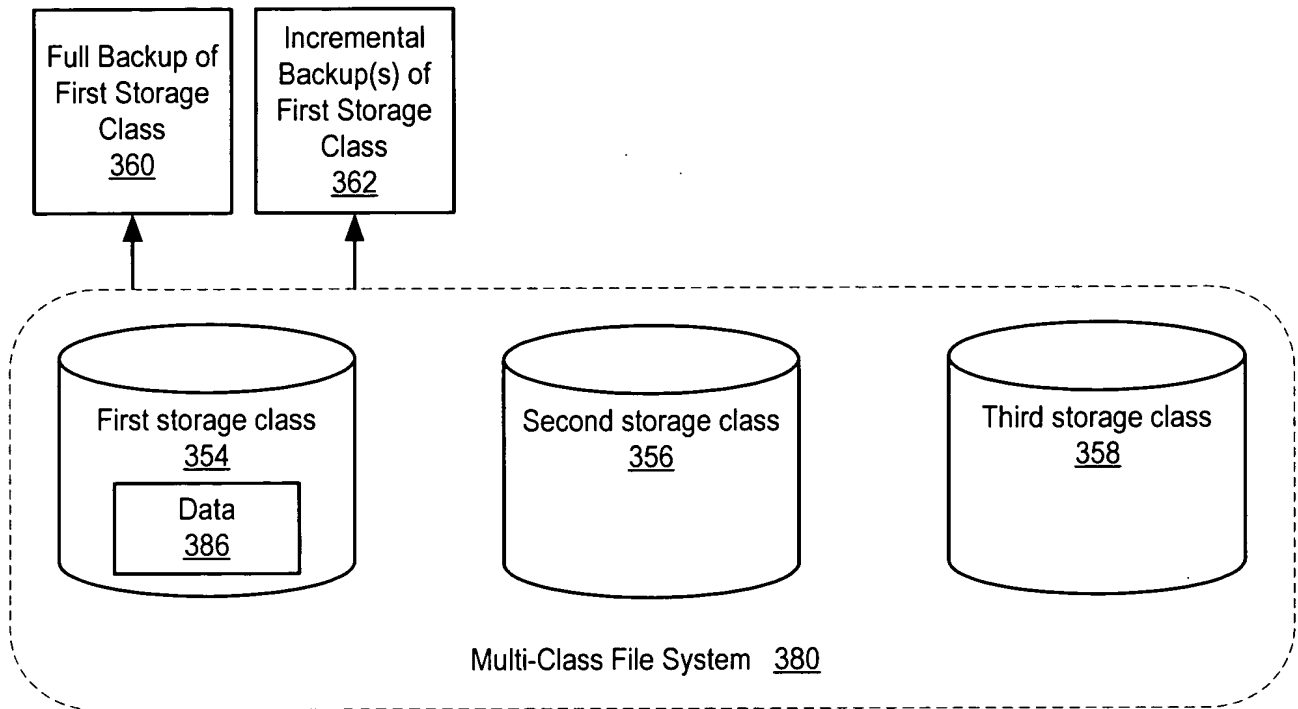 Full Backup of
First Storage
Class
360
Incremental
Backup(s) of
First Storage
Class
362
First storage class
354
Data
386
Second storage class
356
Third storage class
358
Multi-Class File System 380